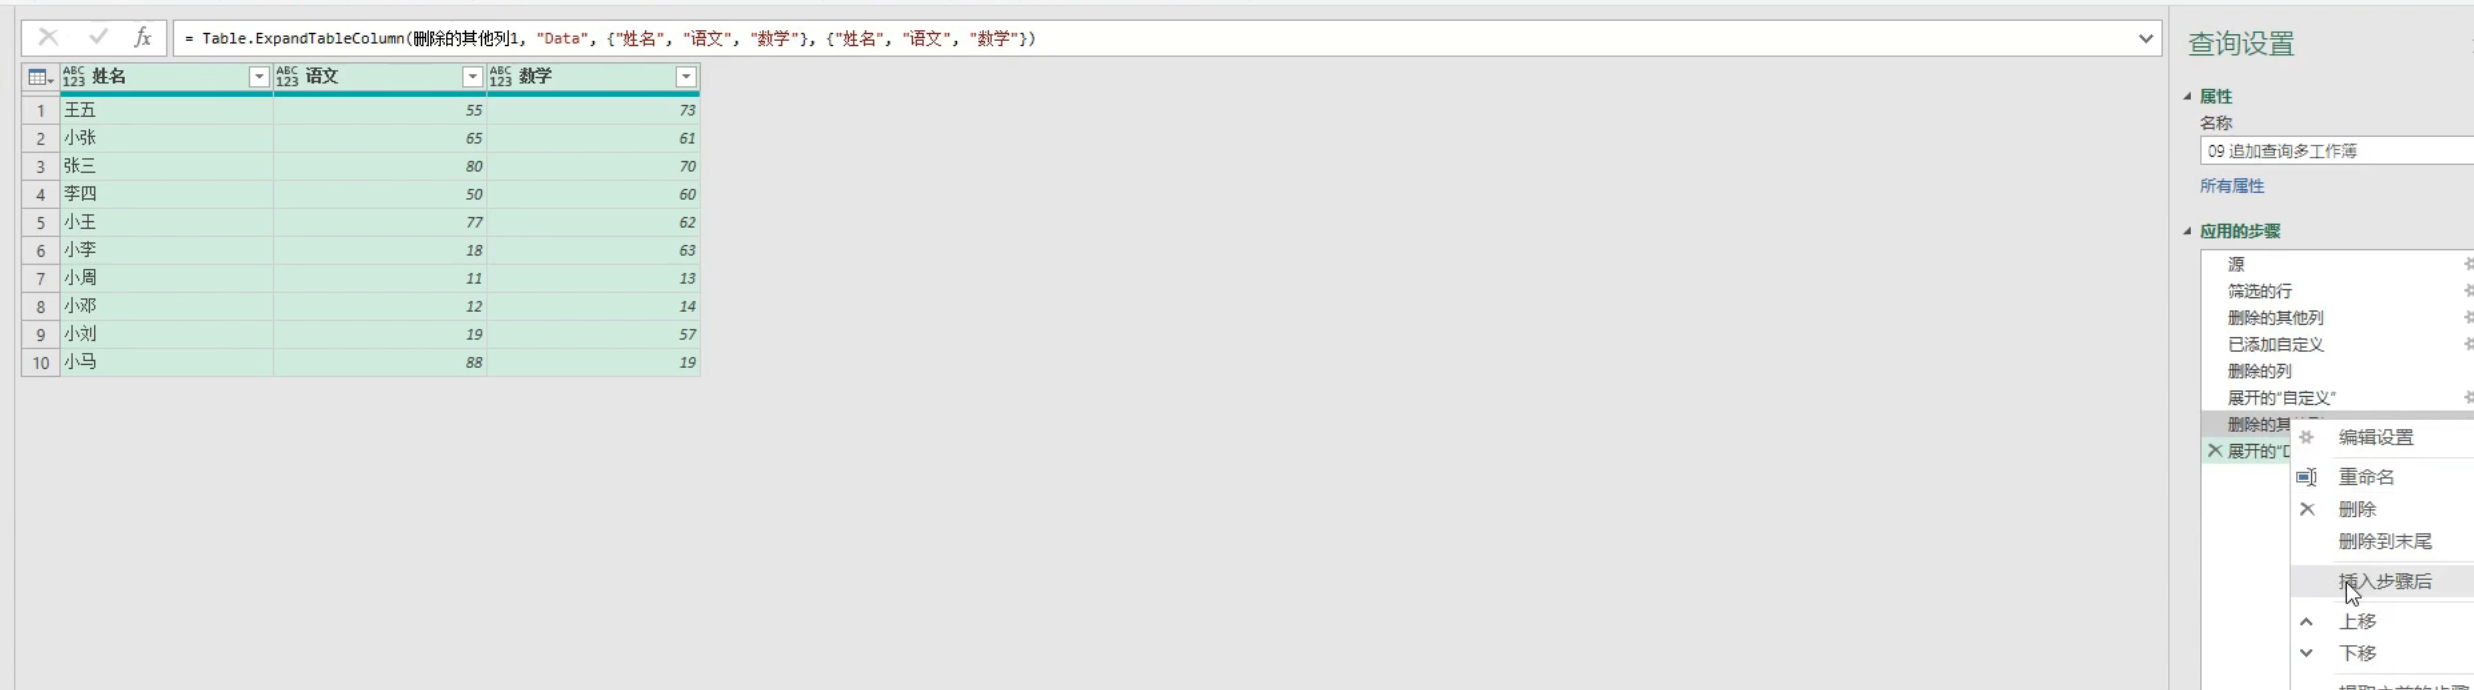 fx = Table.ExpandTableColumn(删除的其他列1, "Data", {"姓名", "语文", "数学"}, {"姓名", "语文", "数学"})
ABC 123 姓名 ABC 123 语文 ABC 123 数学
1 王五 55 73
2 小张 65 61
3 张三 80 70
4 李四 50 60
5 小王 77 62
6 小李 18 63
7 小周 11 13
8 小邓 12 14
9 小刘 19 57
10 小马 88 19
查询设置
属性
名称
09 追加查询多工作簿
所有属性
应用的步骤
源
筛选的行
删除的其他列
已添加自定义
删除的列
展开的"自定义"
删除的其
展开的"D
编辑设置
重命名
删除
删除到末尾
插入步骤后
上移
下移